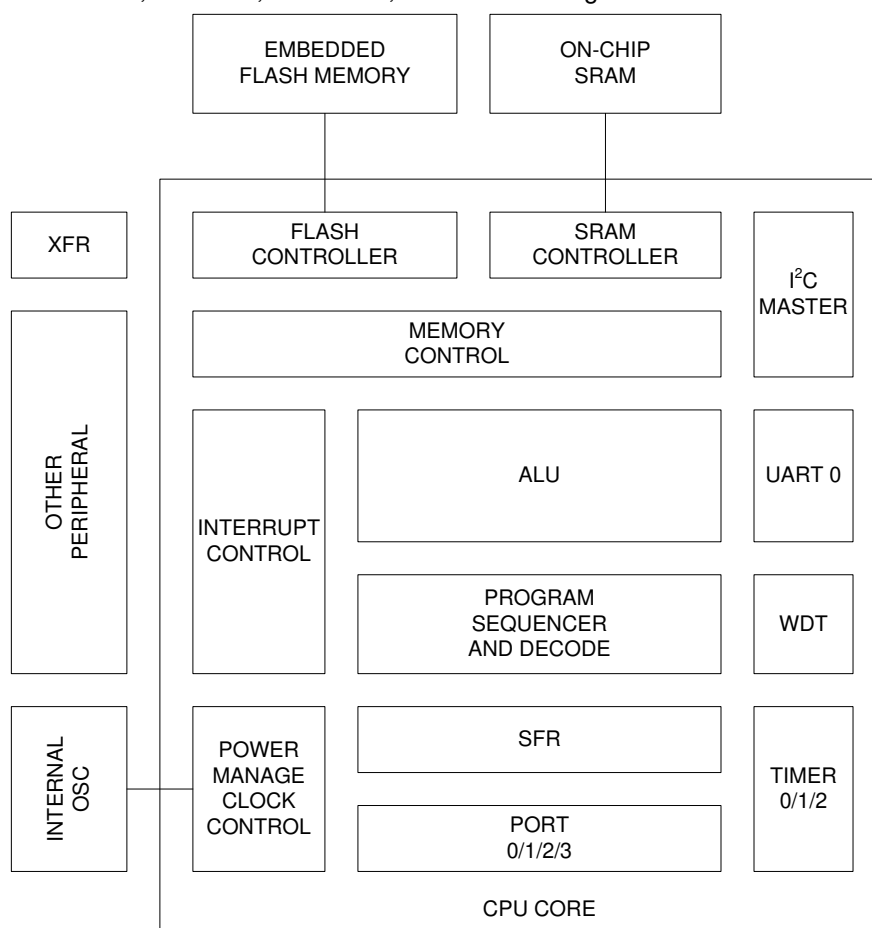 EMBEDDED
FLASH MEMORY
ON-CHIP
SRAM
XFR
FLASH
CONTROLLER
SRAM
CONTROLLER
I²C
MASTER
MEMORY
CONTROL
OTHER
PERIPHERAL
INTERRUPT
CONTROL
ALU
UART 0
PROGRAM
SEQUENCER
AND DECODE
WDT
INTERNAL
OSC
POWER
MANAGE
CLOCK
CONTROL
SFR
TIMER
0/1/2
PORT
0/1/2/3
CPU CORE